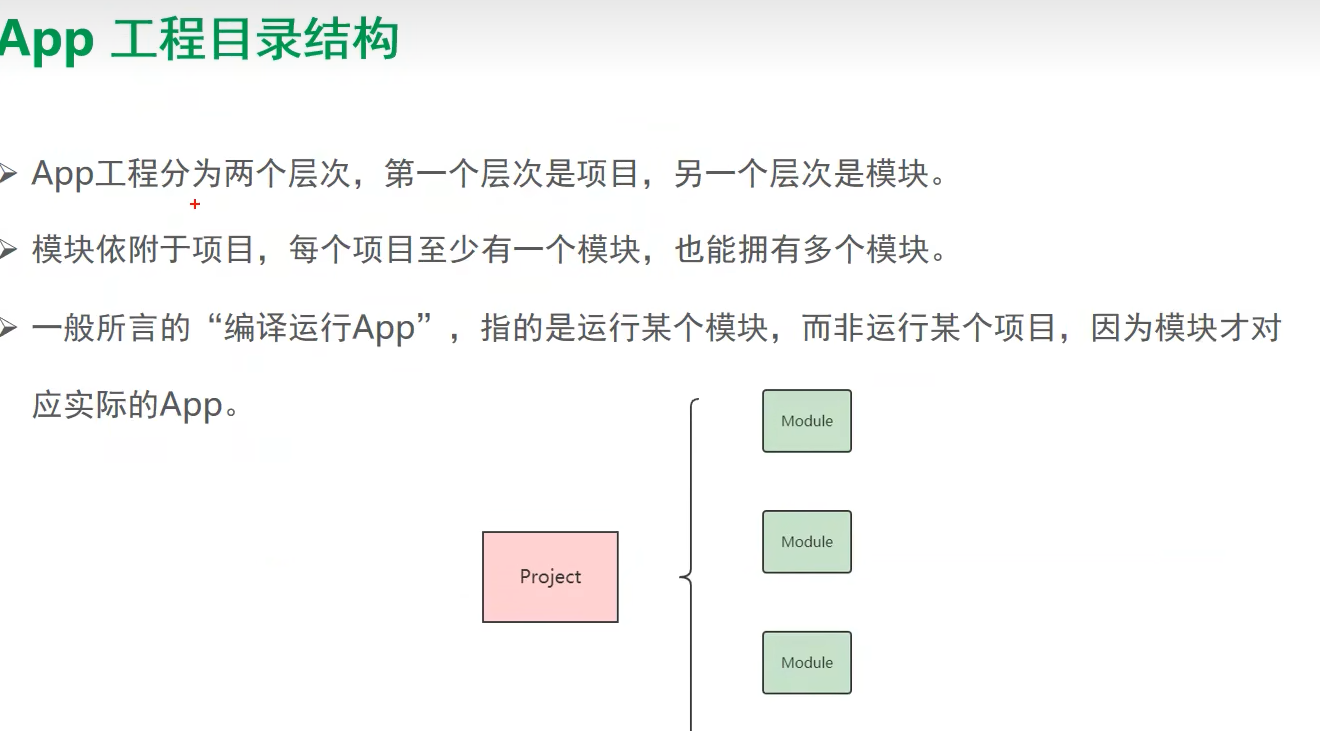 App 工程目录结构
App工程分为两个层次，第一个层次是项目，另一个层次是模块。
模块依附于项目，每个项目至少有一个模块，也能拥有多个模块。
一般所言的“编译运行App”，指的是运行某个模块，而非运行某个项目，因为模块才对
应实际的App。
Module
Module
Project
Module